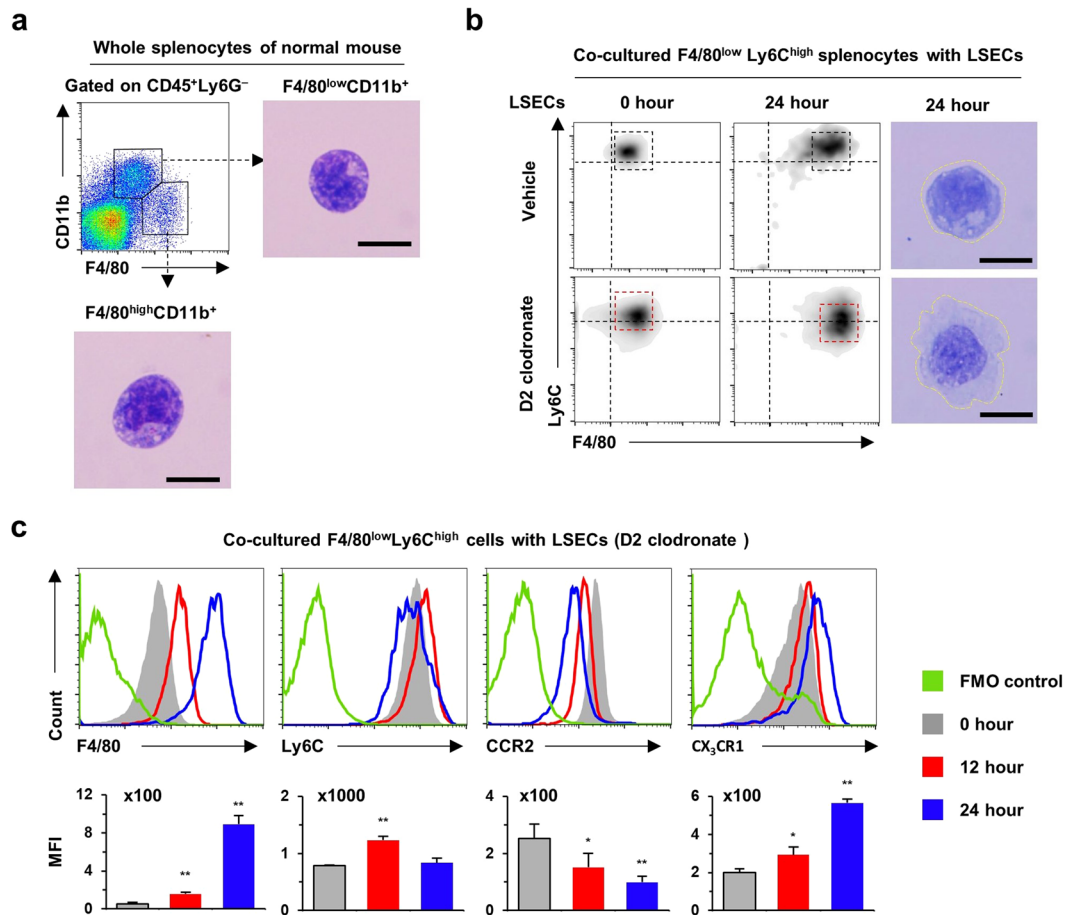 a
Whole splenocytes of normal mouse
Gated on CD45⁺Ly6G⁻
F4/80ˡᵒʷCD11b⁺
CD11b
F4/80
F4/80ʰⁱᵍʰCD11b⁺
b
Co-cultured F4/80ˡᵒʷ Ly6Cʰⁱᵍʰ splenocytes with LSECs
LSECs 0 hour 24 hour 24 hour
Vehicle
D2 clodronate
Ly6C
F4/80
c
Co-cultured F4/80ˡᵒʷLy6Cʰⁱᵍʰ cells with LSECs (D2 clodronate )
Count
F4/80 Ly6C CCR2 CX₃CR1
FMO control
0 hour
12 hour
24 hour
MFI
x100
12
8
4
0
** **
x1000
2
1
0
**
x100
4
2
0
* **
x100
6
4
2
0
* **